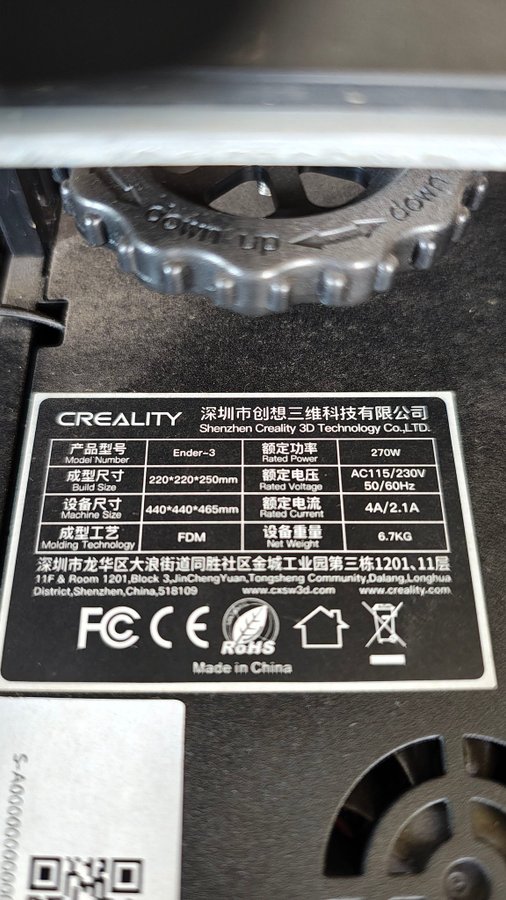 down up down
CREALITY 深圳市创想三维科技有限公司
Shenzhen Creality 3D Technology Co.,LTD.
产品型号 Model Number Ender-3 额定功率 Rated Power 270W
成型尺寸 Build Size 220*220*250mm 额定电压 Rated Voltage AC115/230V 50/60Hz
设备尺寸 Machine Size 440*440*465mm 额定电流 Rated Current 4A/2.1A
成型工艺 Molding Technology FDM 设备重量 Net Weight 6.7KG
深圳市龙华区大浪街道同胜社区金城工业园第三栋1201、11层
11F & Room 1201,Block 3,JinChengYuan,Tongsheng Community,Dalang,Longhua
District,Shenzhen,China,518109 www.cxsw3d.com www.creality.com
FC CE RoHS
Made in China